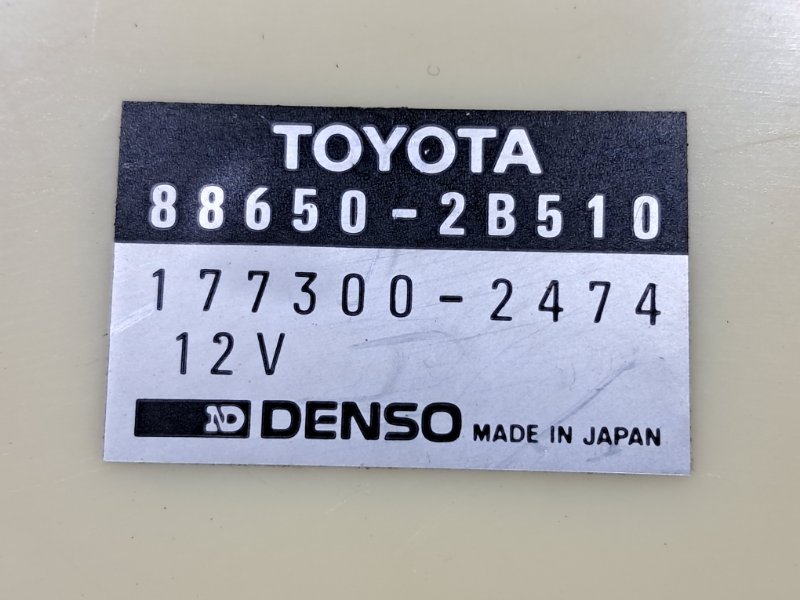 TOYOTA
88650-2B510
177300-2474
12V
ND DENSO MADE IN JAPAN